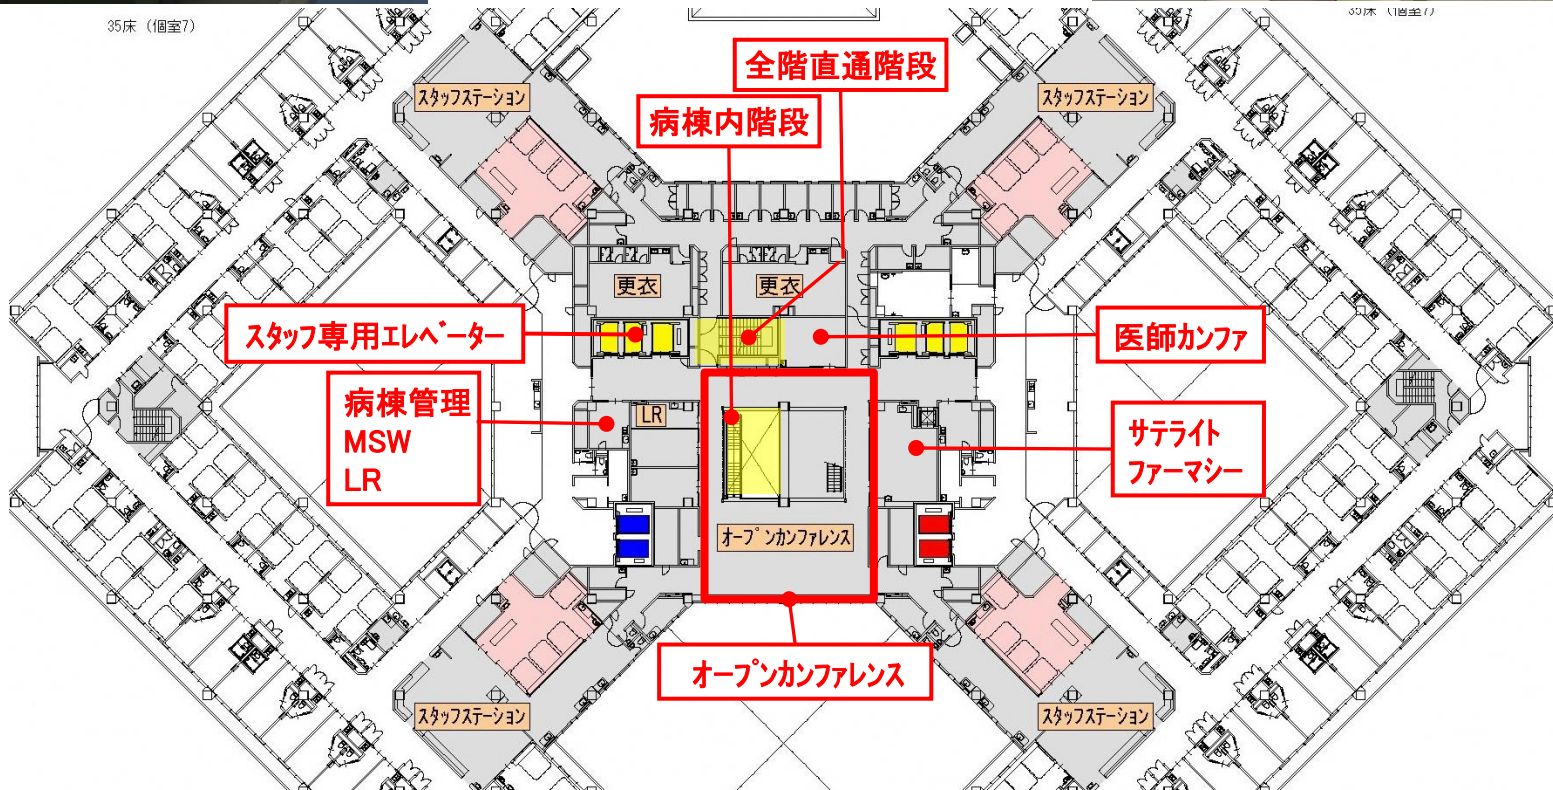 35床 (個室7)
35床 (個室7)
全階直通階段
スタッフステーション
スタッフステーション
病棟内階段
更衣
更衣
スタッフ専用エレベーター
医師カンファ
病棟管理
MSW
LR
LR
サテライト
ファーマシー
オープンカンファレンス
オープンカンファレンス
スタッフステーション
スタッフステーション